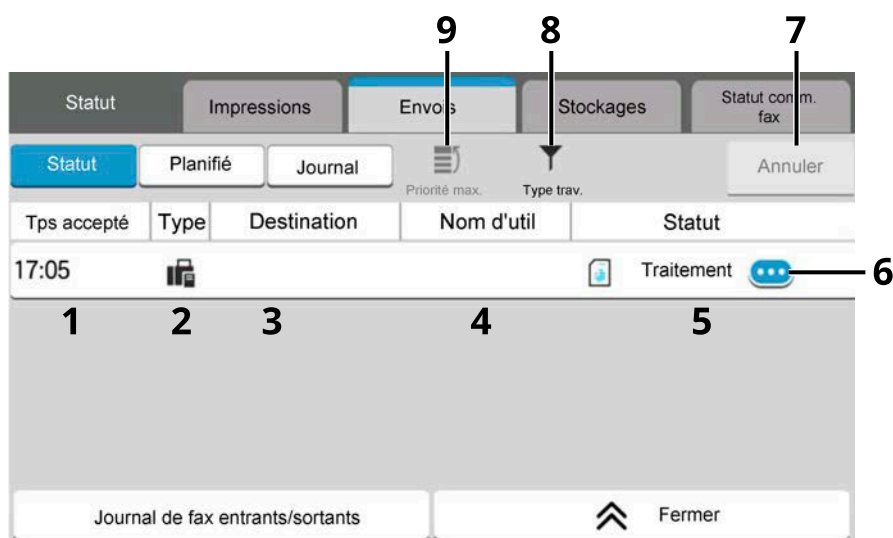 9 8 7
Statut Impressions Envois Stockages Statut comm. fax
Statut Planifié Journal Priorité max. Type trav. Annuler
Tps accepté Type Destination Nom d'util Statut
17:05 Traitement 6
1 2 3 4 5
Journal de fax entrants/sortants Fermer